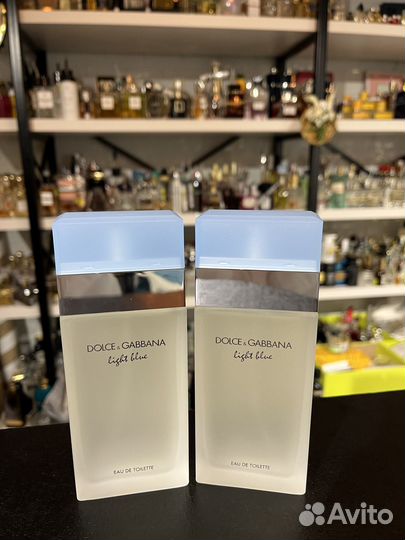 DOLCE & GABBANA
light blue
EAU DE TOILETTE
DOLCE & GABBANA
light blue
EAU DE TOILETTE
Avito